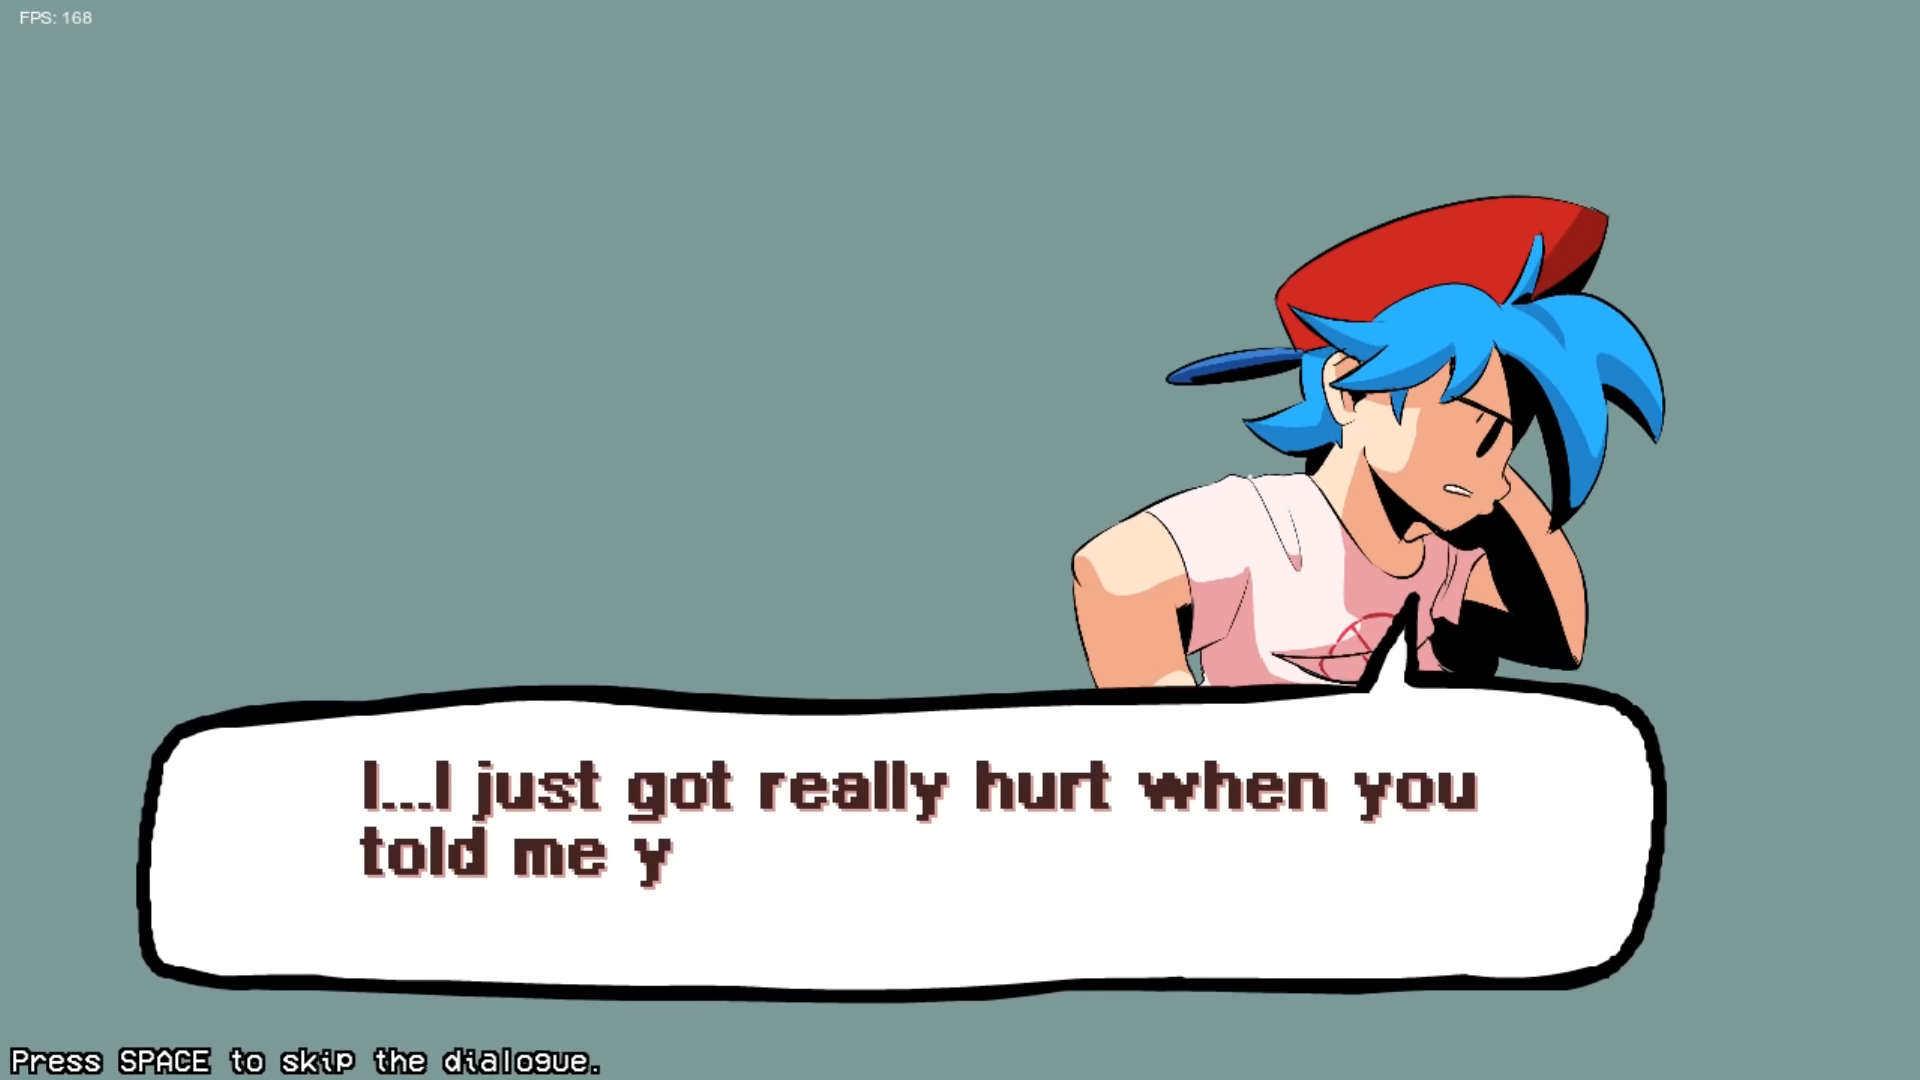 FPS: 168
I...I just got really hurt when you
told me y
Press SPACE to skip the dialogue.